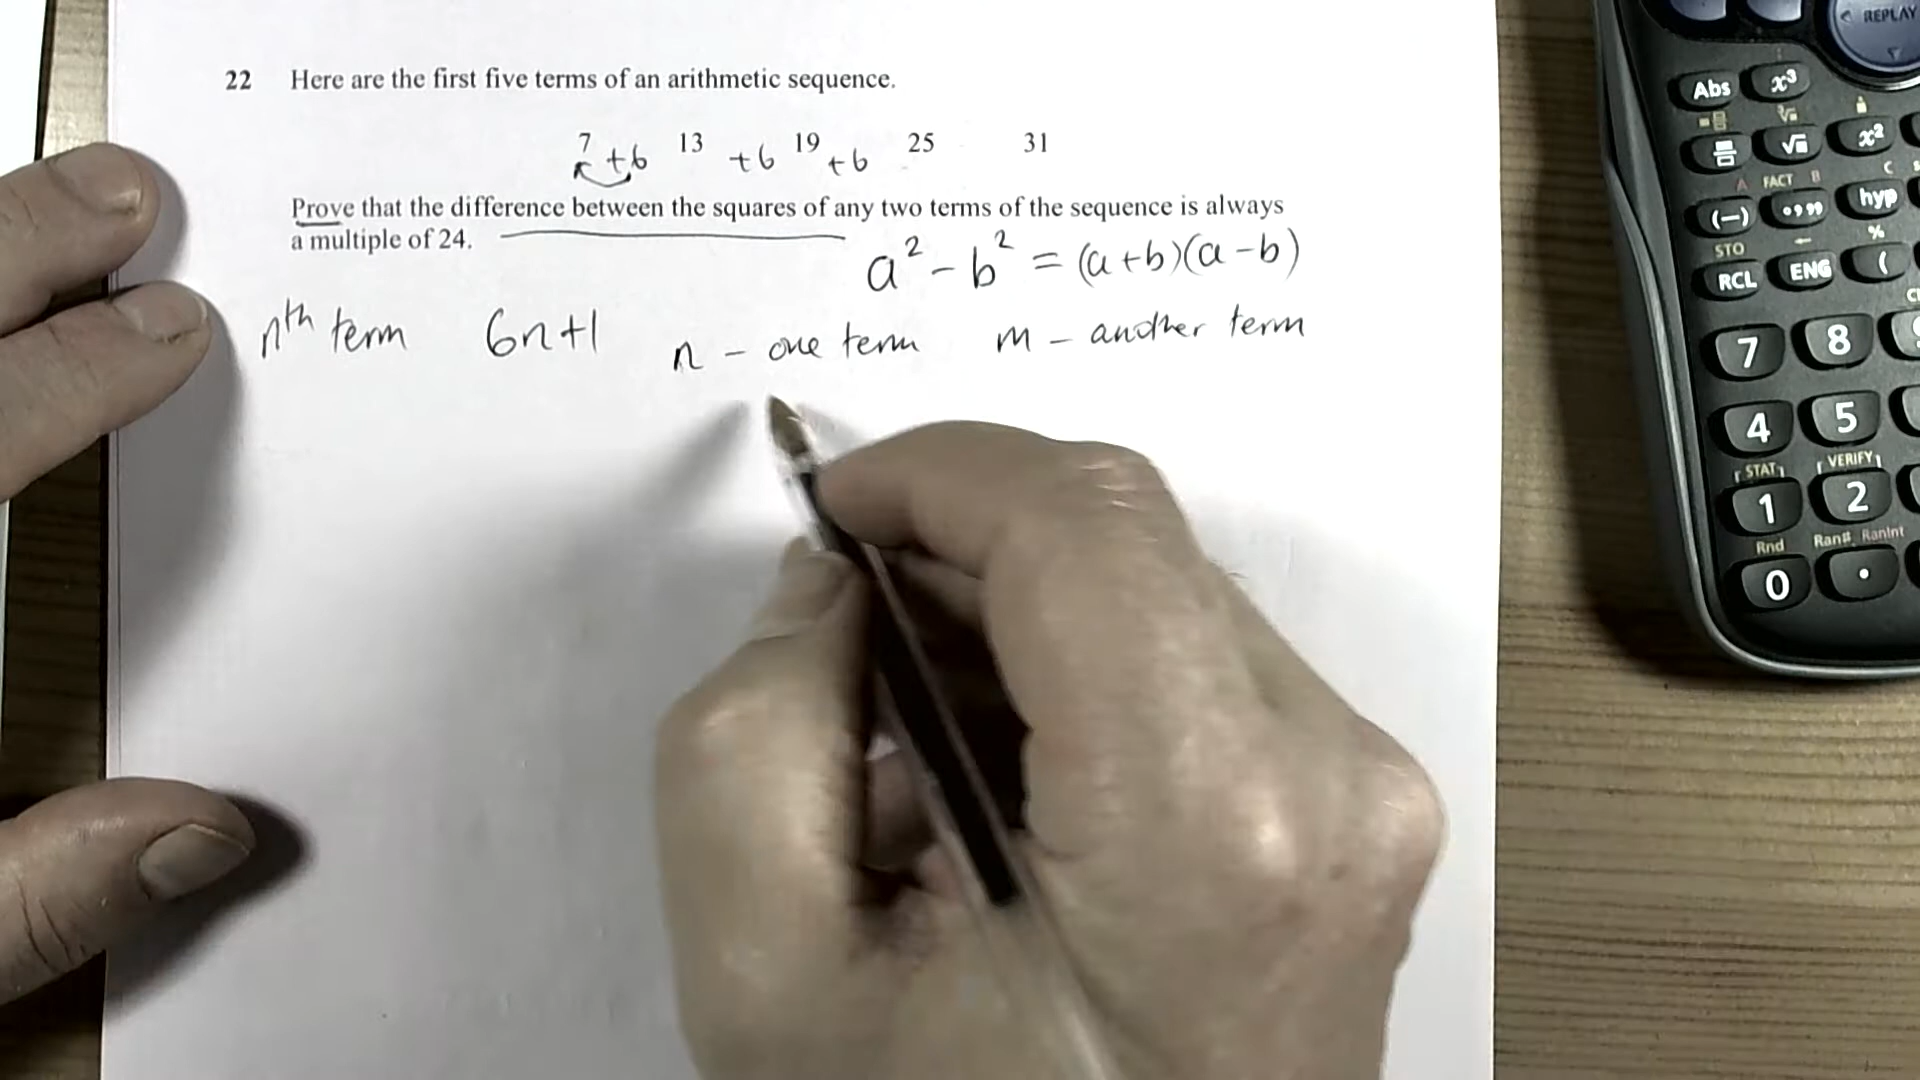 22 Here are the first five terms of an arithmetic sequence.
7 13 19 25 31
+6 +6 +6
Prove that the difference between the squares of any two terms of the sequence is always
a multiple of 24.
a² - b² = (a+b)(a-b)
nth term 6n+1 n - one term m - another term
REPLAY
Abs x³
√■ x²
A FACT B C
(−) °’”’ hyp
STO ← %
RCL ENG (
7 8
4 5
STAT VERIFY
1 2
Rnd Ran# RanInt
0 •